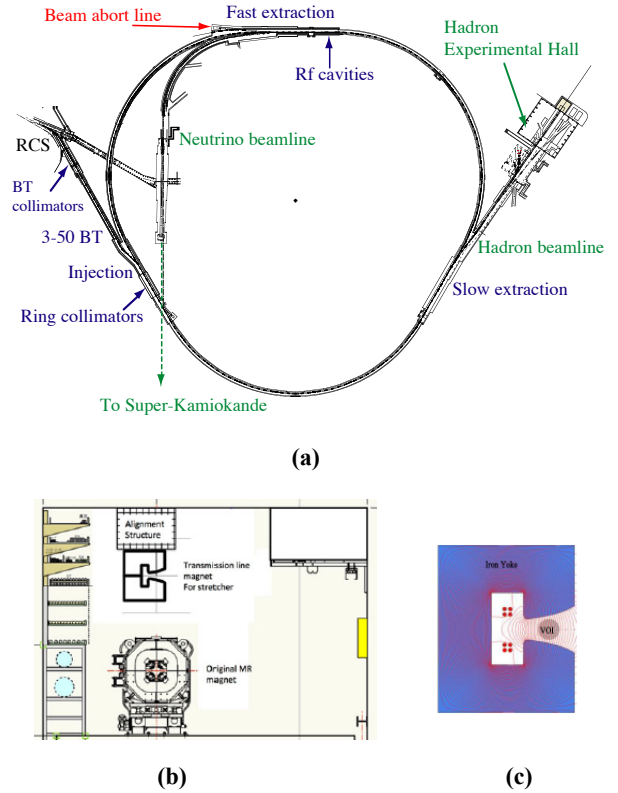 Beam abort line
Fast extraction
Rf cavities
Hadron
Experimental Hall
Neutrino beamline
RCS
BT
collimators
3-50 BT
Injection
Ring collimators
Hadron beamline
Slow extraction
To Super-Kamiokande
(a)
Alignment
Structure
Transmission line
magnet
For stretcher
Original MR
magnet
(b)
Iron Yoke
VOI
(c)